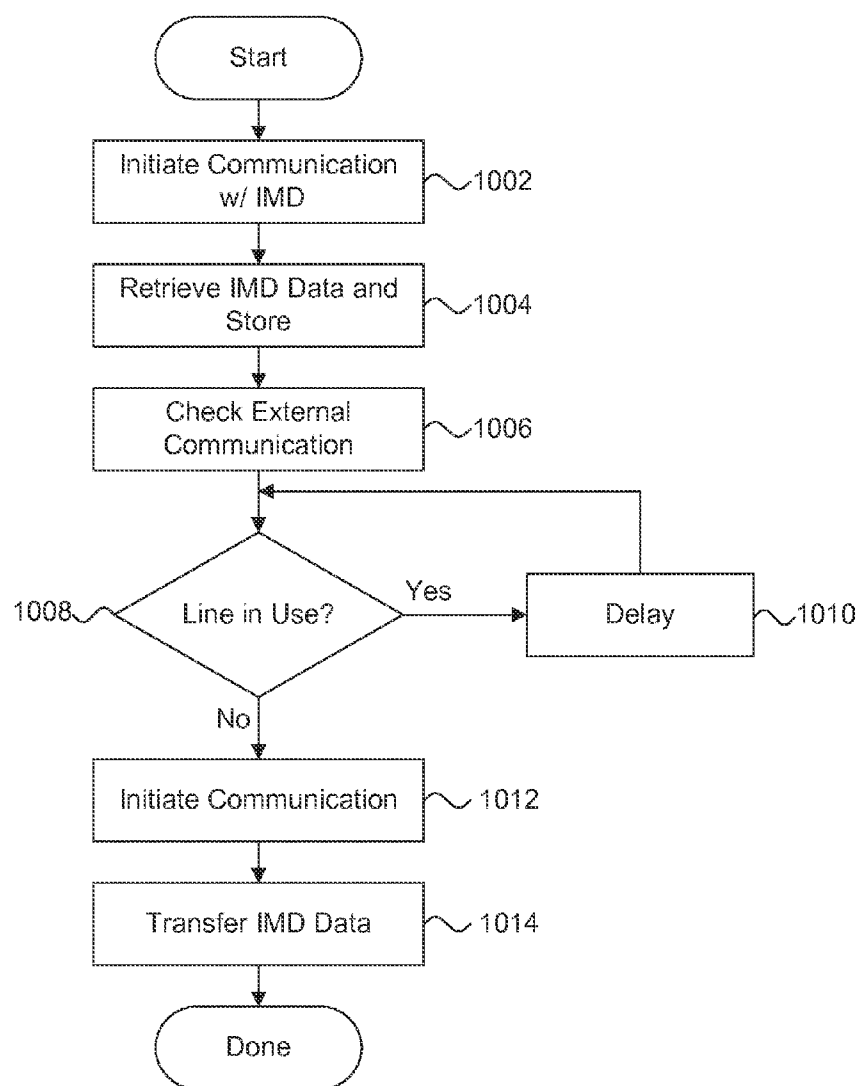 Start
Initiate Communication
w/ IMD
1002
Retrieve IMD Data and
Store
1004
Check External
Communication
1006
1008
Line in Use?
Yes
Delay
1010
No
Initiate Communication
1012
Transfer IMD Data
1014
Done